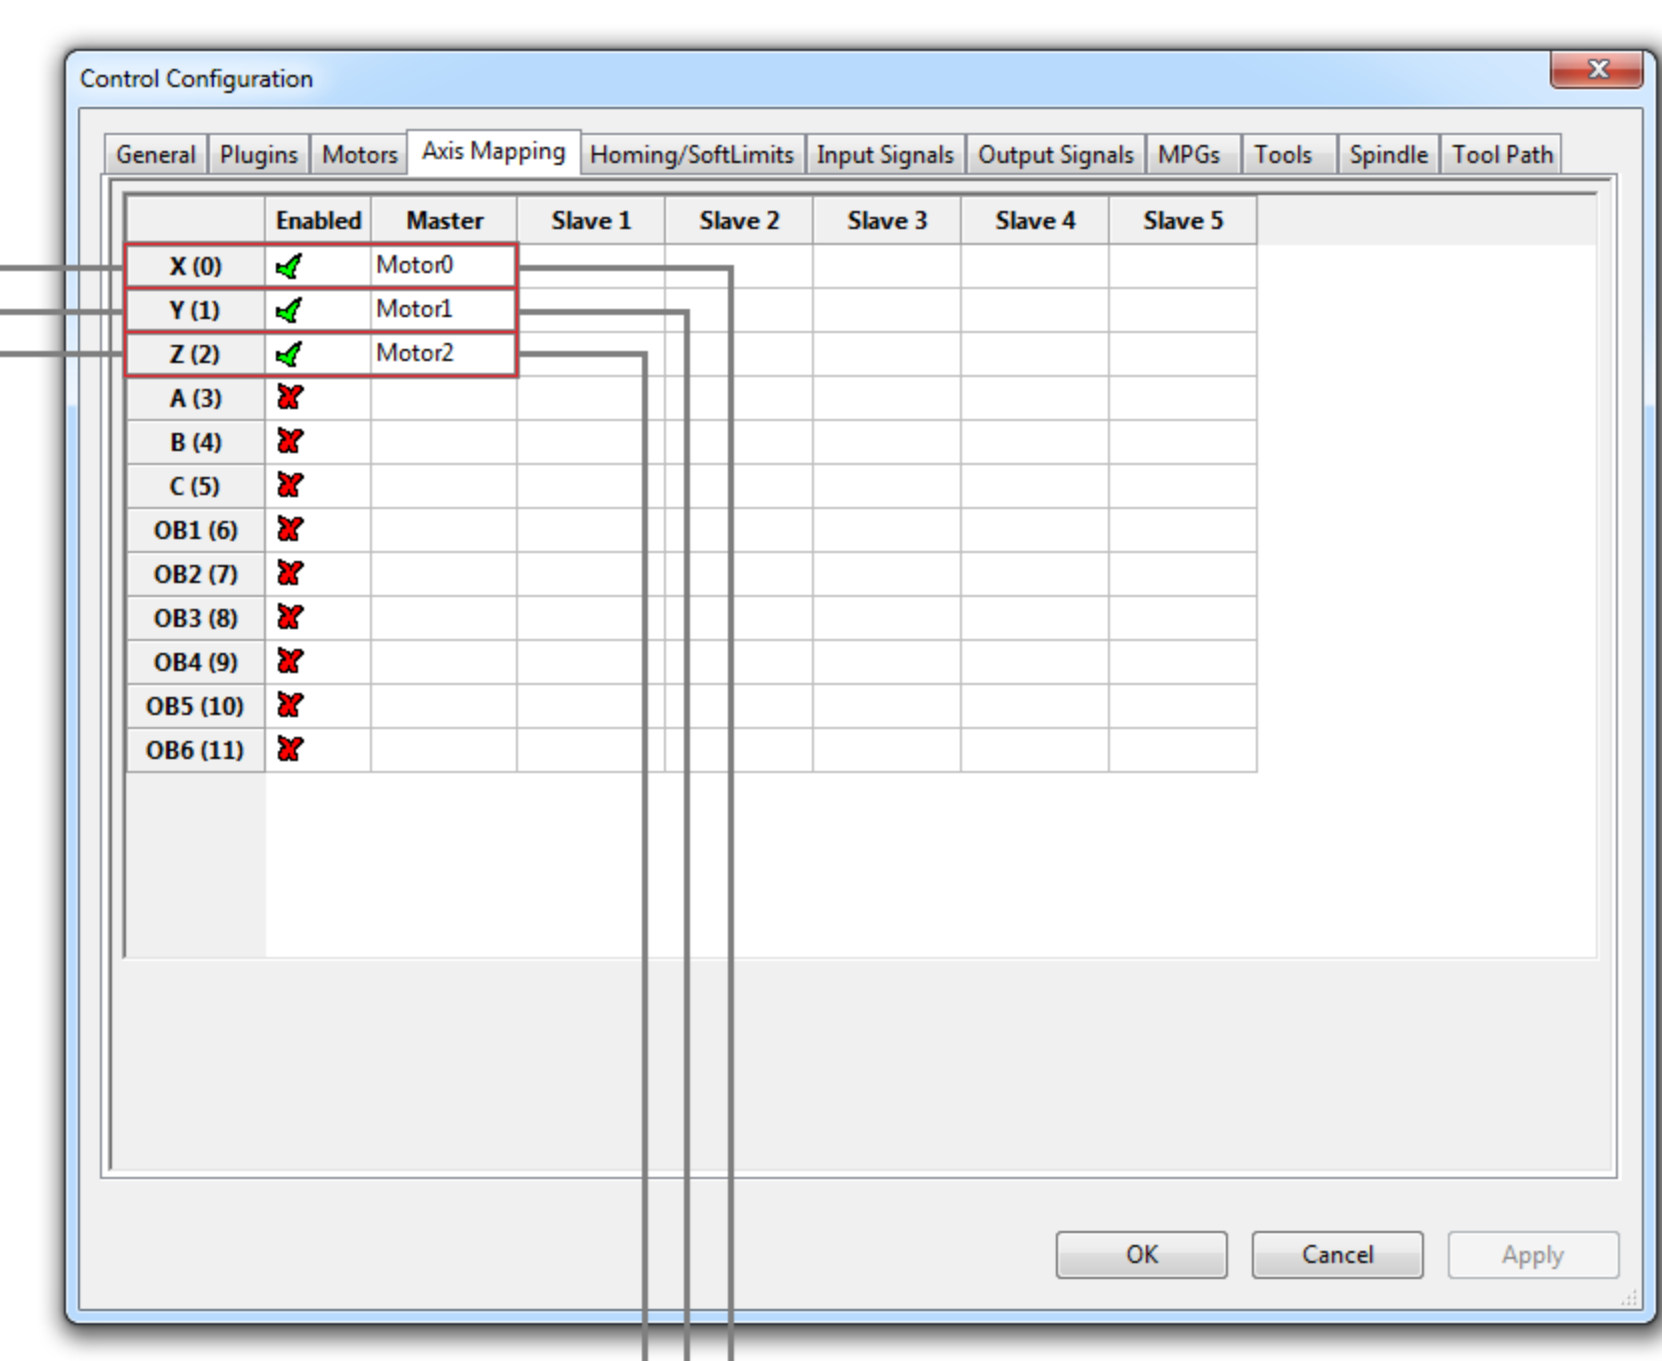 Control Configuration
General Plugins Motors Axis Mapping Homing/SoftLimits Input Signals Output Signals MPGs Tools Spindle Tool Path
Enabled Master Slave 1 Slave 2 Slave 3 Slave 4 Slave 5
X (0) Motor0
Y (1) Motor1
Z (2) Motor2
A (3)
B (4)
C (5)
OB1 (6)
OB2 (7)
OB3 (8)
OB4 (9)
OB5 (10)
OB6 (11)
OK Cancel Apply